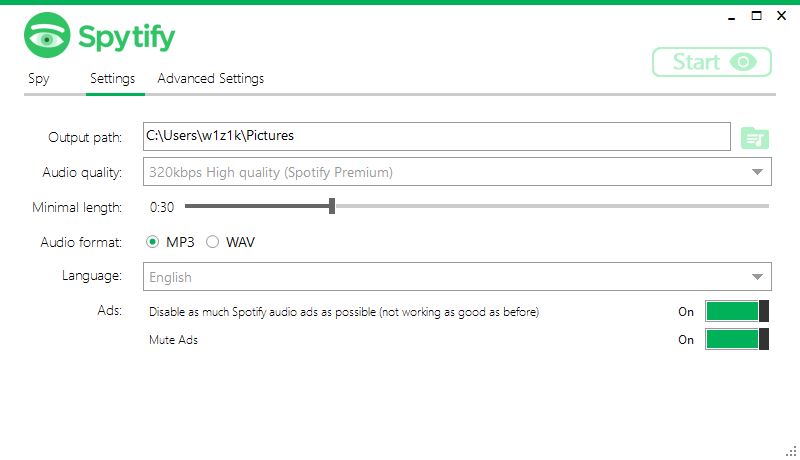 Spytify
Start
Spy Settings Advanced Settings
Output path: C:\Users\w1z1k\Pictures
Audio quality: 320kbps High quality (Spotify Premium)
Minimal length: 0:30
Audio format: MP3 WAV
Language: English
Ads: Disable as much Spotify audio ads as possible (not working as good as before) On
Mute Ads On